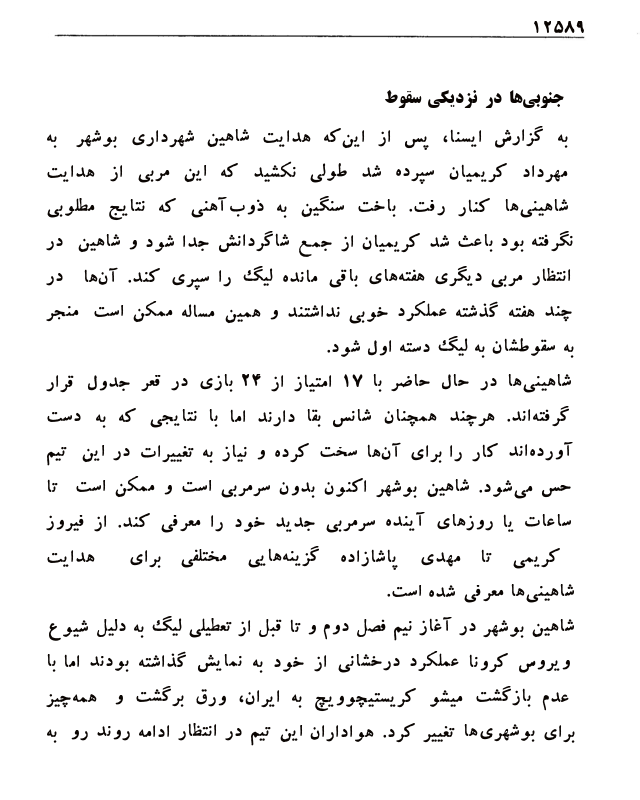 ۱۲۵۸۹
جنوبی‌ها در نزدیکی سقوط
به گزارش ایسنا، پس از این‌که هدایت شاهین شهرداری بوشهر به
مهرداد کریمیان سپرده شد طولی نکشید که این مربی از هدایت
شاهینی‌ها کنار رفت. باخت سنگین به ذوب‌آهنی که نتایج مطلوبی
نگرفته بود باعث شد کریمیان از جمع شاگردانش جدا شود و شاهین در
انتظار مربی دیگری هفته‌های باقی مانده لیگ را سپری کند. آن‌ها در
چند هفته گذشته عملکرد خوبی نداشتند و همین مساله ممکن است منجر
به سقوطشان به لیگ دسته اول شود.
شاهینی‌ها در حال حاضر با ۱۷ امتیاز از ۲۴ بازی در قعر جدول قرار
گرفته‌اند. هرچند همچنان شانس بقا دارند اما با نتایجی که به دست
آورده‌اند کار را برای آن‌ها سخت کرده و نیاز به تغییرات در این تیم
حس می‌شود. شاهین بوشهر اکنون بدون سرمربی است و ممکن است تا
ساعات یا روزهای آینده سرمربی جدید خود را معرفی کند. از فیروز
کریمی تا مهدی پاشازاده گزینه‌هایی مختلفی برای هدایت
شاهینی‌ها معرفی شده است.
شاهین بوشهر در آغاز نیم فصل دوم و تا قبل از تعطیلی لیگ به دلیل شیوع
ویروس کرونا عملکرد درخشانی از خود به نمایش گذاشته بودند اما با
عدم بازگشت میشو کریستیچوویچ به ایران، ورق برگشت و همه‌چیز
برای بوشهری‌ها تغییر کرد. هواداران این تیم در انتظار ادامه روند رو به